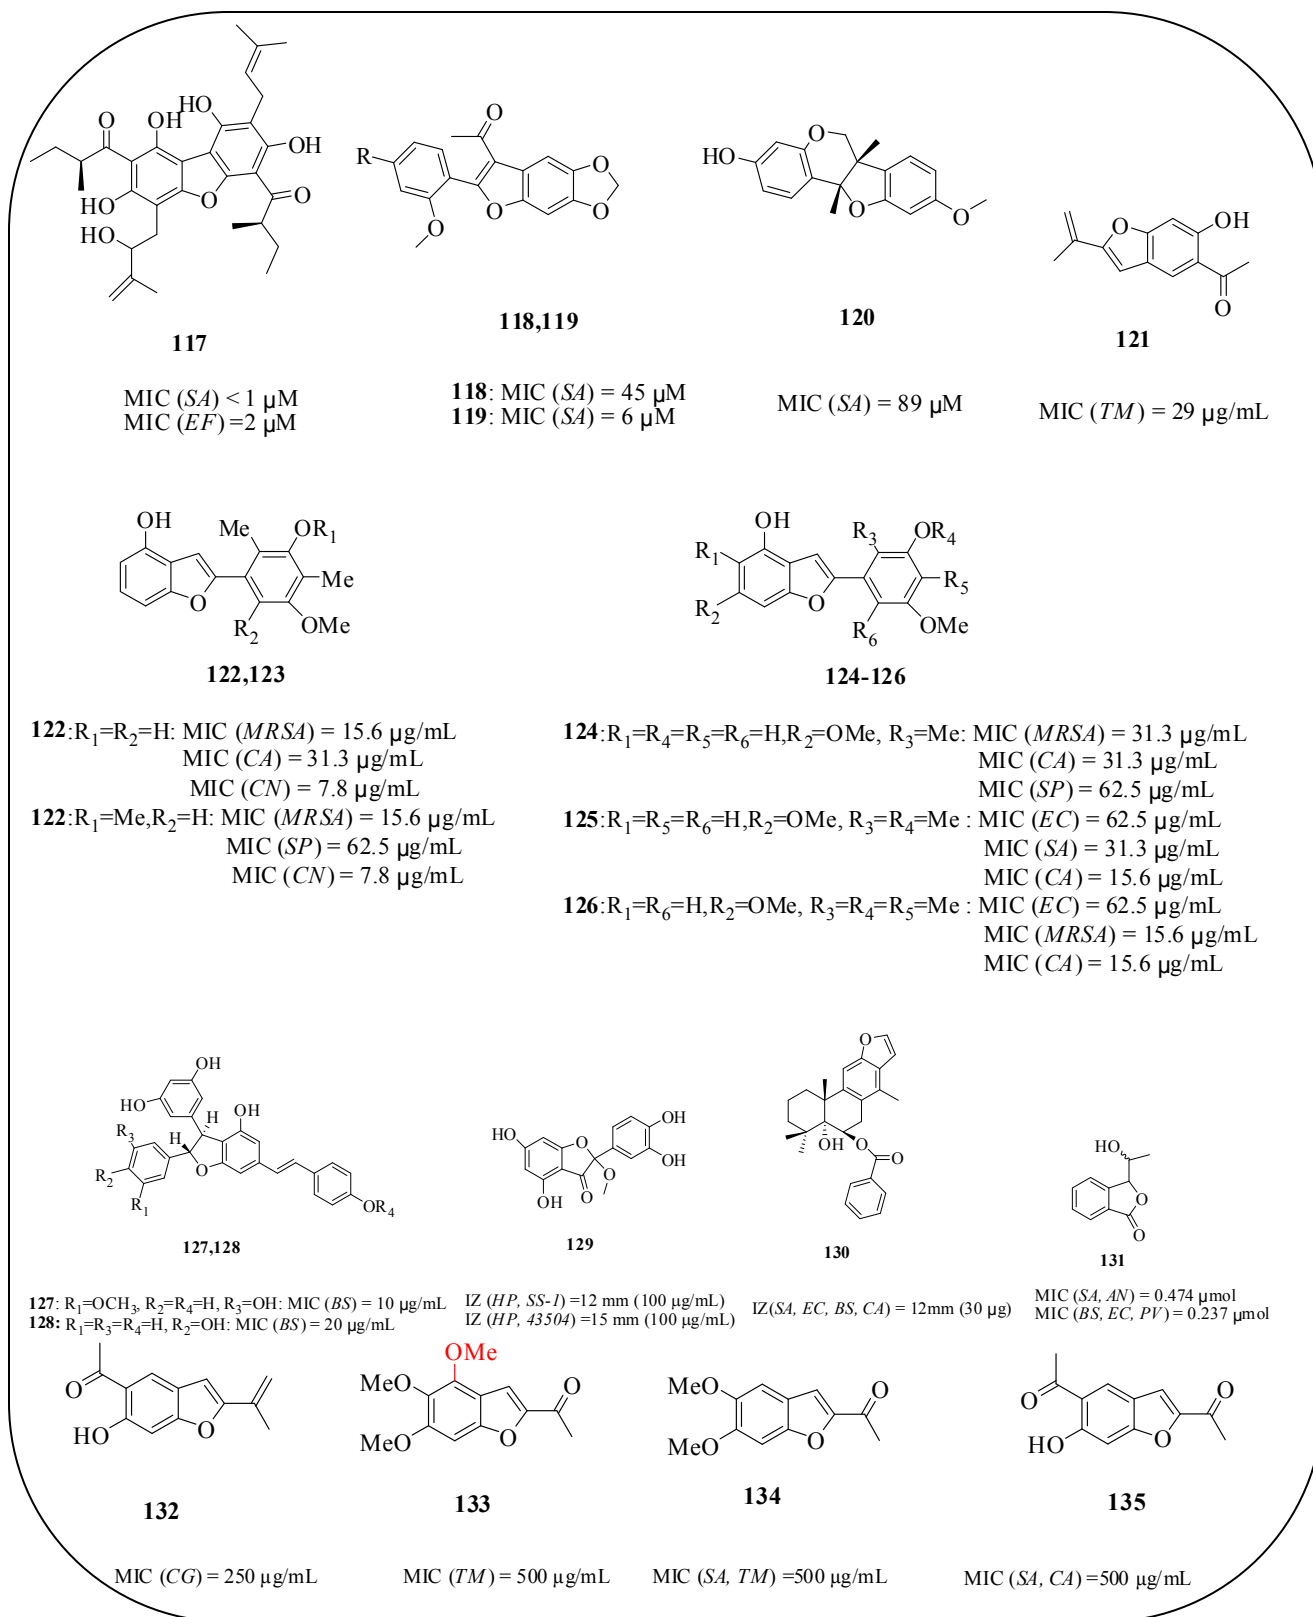 O
OH
HO
OH
HO
O
O
HO
117
MIC (SA) < 1 μM
MIC (EF) =2 μM
O
R
O
O
O
O
118,119
118: MIC (SA) = 45 μM
119: MIC (SA) = 6 μM
O
HO
O
O
120
MIC (SA) = 89 μM
O
OH
O
121
MIC (TM) = 29 μg/mL
OH
Me
OR1
Me
O
R2
OMe
122,123
OH
R1
R3
OR4
R5
R2
O
R6
OMe
124-126
122:R1=R2=H: MIC (MRSA) = 15.6 μg/mL
MIC (CA) = 31.3 μg/mL
MIC (CN) = 7.8 μg/mL
122:R1=Me,R2=H: MIC (MRSA) = 15.6 μg/mL
MIC (SP) = 62.5 μg/mL
MIC (CN) = 7.8 μg/mL
124:R1=R4=R5=R6=H,R2=OMe, R3=Me: MIC (MRSA) = 31.3 μg/mL
MIC (CA) = 31.3 μg/mL
MIC (SP) = 62.5 μg/mL
125:R1=R5=R6=H,R2=OMe, R3=R4=Me : MIC (EC) = 62.5 μg/mL
MIC (SA) = 31.3 μg/mL
MIC (CA) = 15.6 μg/mL
126:R1=R6=H,R2=OMe, R3=R4=R5=Me : MIC (EC) = 62.5 μg/mL
MIC (MRSA) = 15.6 μg/mL
MIC (CA) = 15.6 μg/mL
OH
HO
H
OH
R3
H
R2
O
R1
OR4
127,128
127: R1=OCH3, R2=R4=H, R3=OH: MIC (BS) = 10 μg/mL
128: R1=R3=R4=H, R2=OH: MIC (BS) = 20 μg/mL
OH
HO
O
OH
O
OH
O
129
IZ (HP, SS-1) =12 mm (100 μg/mL)
IZ (HP, 43504) =15 mm (100 μg/mL)
O
OH
O
O
130
IZ(SA, EC, BS, CA) = 12mm (30 μg)
HO
O
O
131
MIC (SA, AN) = 0.474 μmol
MIC (BS, EC, PV) = 0.237 μmol
O
HO
O
132
MIC (CG) = 250 μg/mL
OMe
MeO
O
MeO
O
133
MIC (TM) = 500 μg/mL
MeO
O
MeO
O
134
MIC (SA, TM) =500 μg/mL
O
O
HO
O
135
MIC (SA, CA) =500 μg/mL